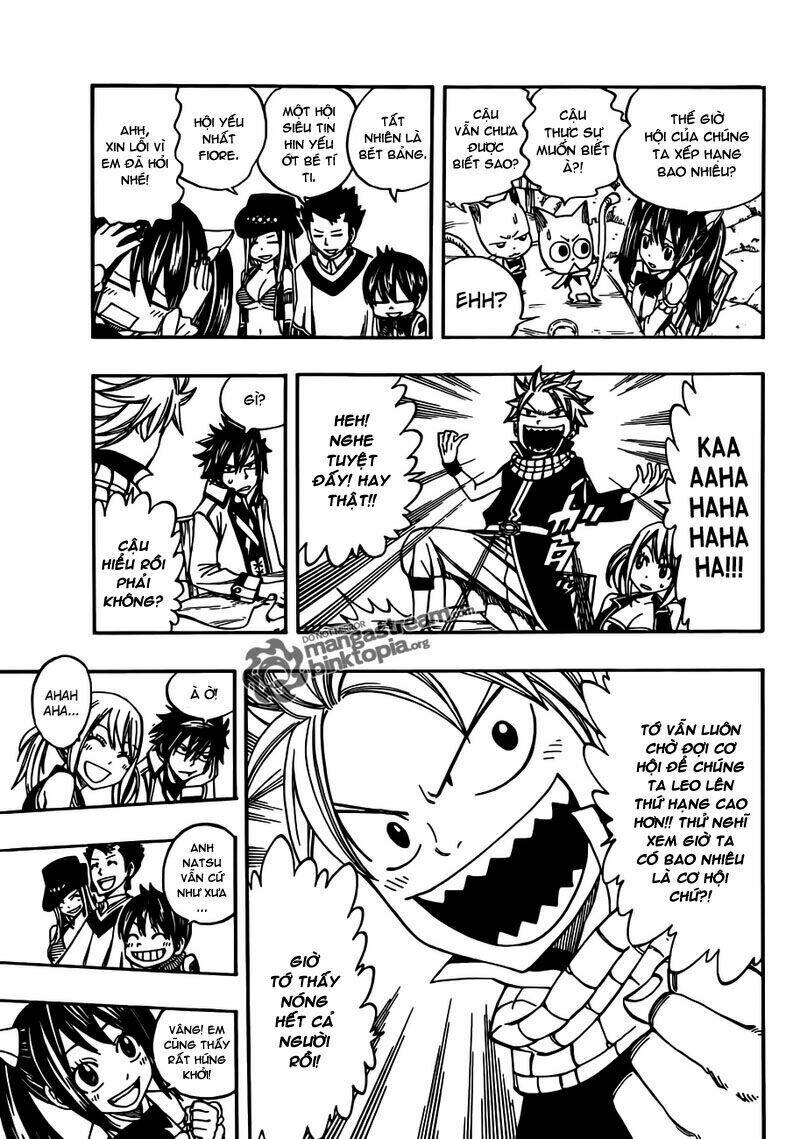 THẾ GIỜ
HỘI CỦA CHÚNG
TA XẾP HẠNG
BAO NHIÊU?
CẬU
THỰC SỰ
MUỐN BIẾT
À?!
CẬU
VẪN CHƯA
ĐƯỢC
BIẾT SAO?
EHH?
TẤT
NHIÊN LÀ
BÉT BẢNG.
MỘT HỘI
SIÊU TIN
HIN YẾU
ỚT BÉ TÍ
TI.
HỘI YẾU
NHẤT
FIORE.
AHH,
XIN LỖI VÌ
EM ĐÃ HỎI
NHÉ!
KAA
AAHA
HAHA
HAHA
HA!!!
HEH!
NGHE
TUYỆT
ĐẤY! HAY
THẬT!!
GÌ?
CẬU
HIỂU RỒI
PHẢI
KHÔNG?
DO NOT MIRROR
mangastream.com
binktopia.org
TỚ VẪN LUÔN
CHỜ ĐỢI CƠ
HỘI ĐỂ CHÚNG
TA LEO LÊN
THỨ HẠNG CAO
HƠN!! THỬ NGHĨ
XEM GIỜ TA
CÓ BAO NHIÊU
LÀ CƠ HỘI
CHỨ?!
GIỜ
TỚ THẤY
NÓNG
HẾT CẢ
NGƯỜI
RỒI!
À Ờ!
AHAH
AHA...
ANH
NATSU
VẪN CỨ
NHƯ XƯA
...
VÂNG! EM
CŨNG THẤY
RẤT HỨNG
KHỞI!